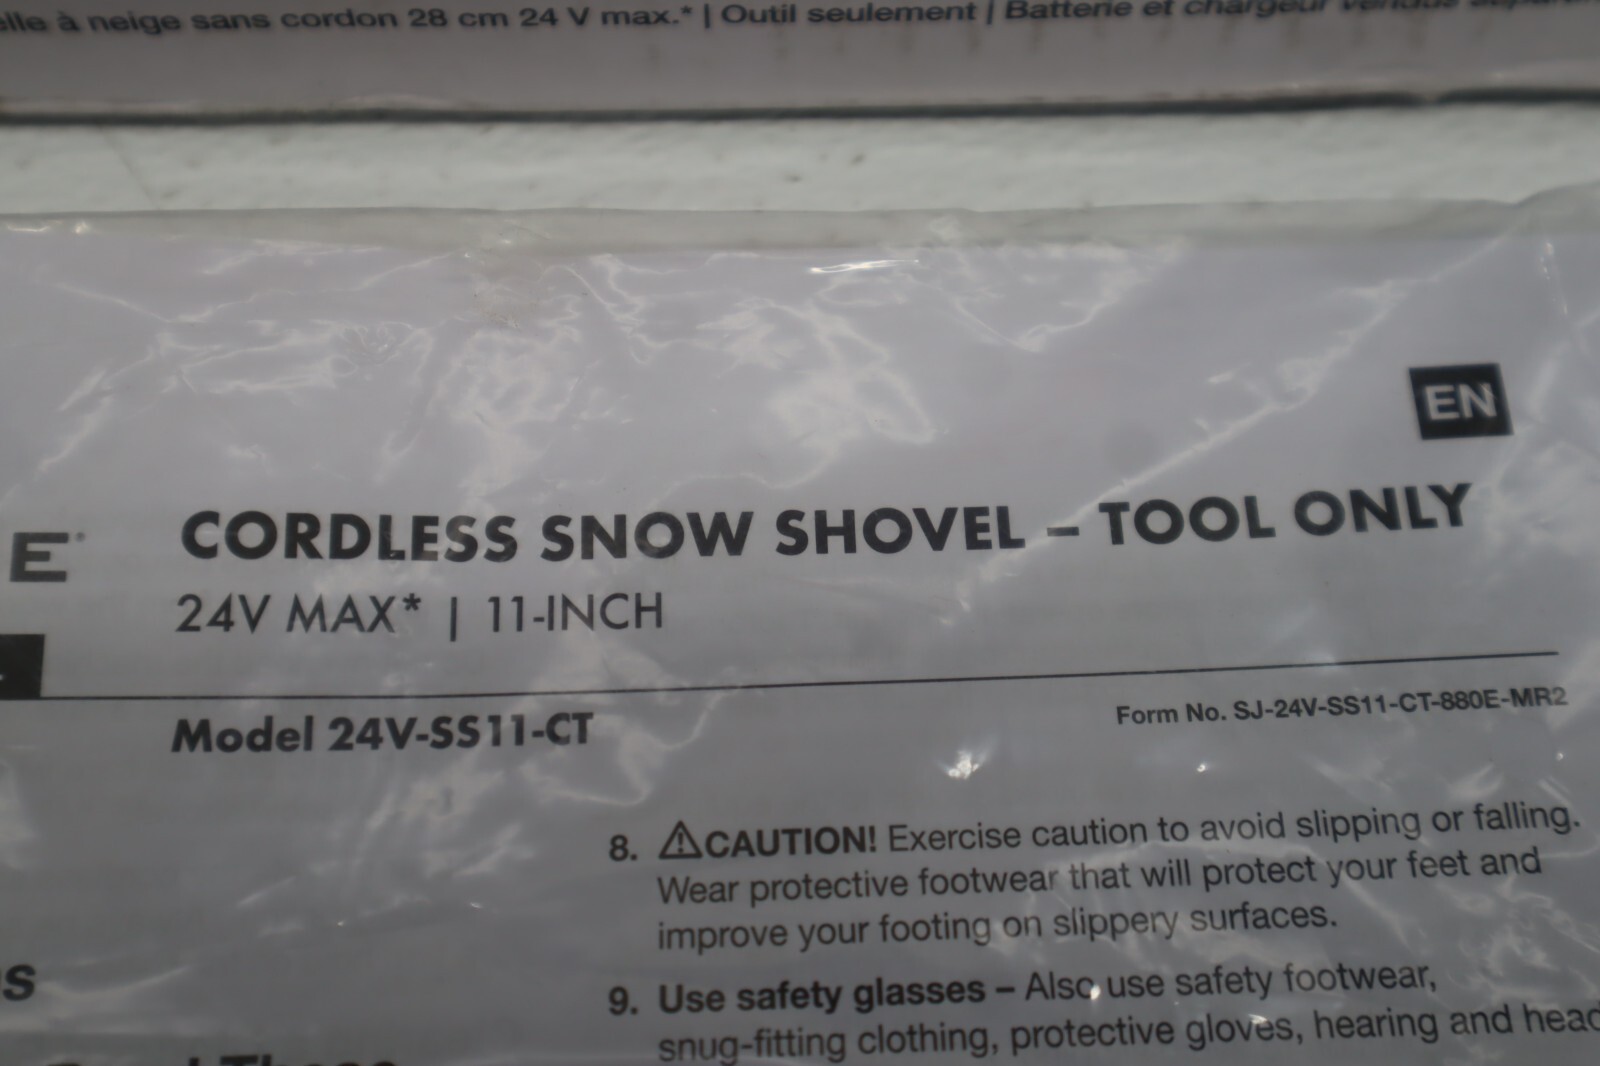 à neige sans cordon 28 cm 24 V max.* | Outil seulement | Batterie et chargeur vendus
EN
E
CORDLESS SNOW SHOVEL – TOOL ONLY
24V MAX* | 11-INCH
Model 24V-SS11-CT
Form No. SJ-24V-SS11-CT-880E-MR2
8. ⚠CAUTION! Exercise caution to avoid slipping or falling.
Wear protective footwear that will protect your feet and
improve your footing on slippery surfaces.
9. Use safety glasses – Also use safety footwear,
snug-fitting clothing, protective gloves, hearing and head
s